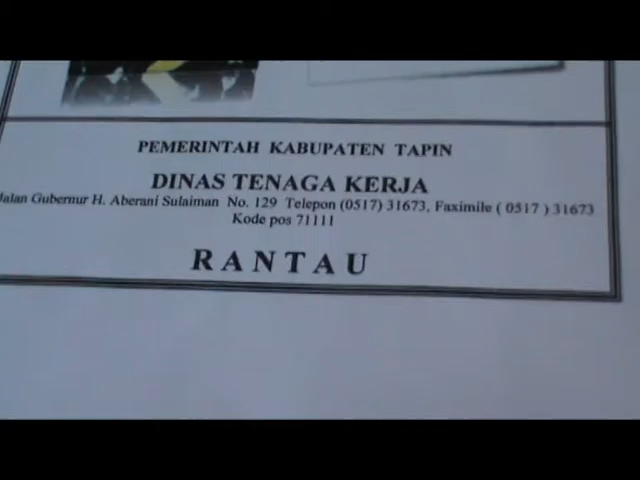 PEMERINTAH KABUPATEN TAPIN
DINAS TENAGA KERJA
Jalan Gubernur H. Aberani Sulaiman No. 129 Telepon (0517) 31673, Faximile ( 0517 ) 31673
Kode pos 71111
RANTAU